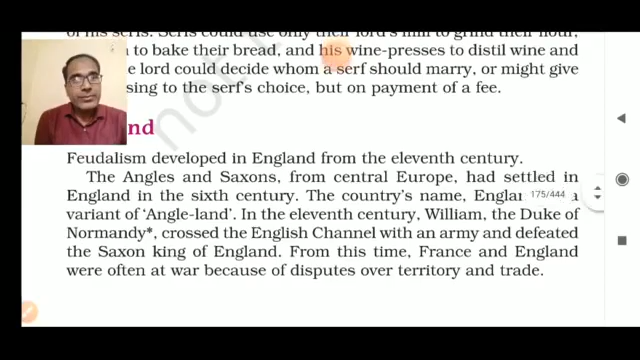 of his serfs. Serfs could use only their lord's mill to grind their flour,
to bake their bread, and his wine-presses to distil wine and
lord could decide whom a serf should marry, or might give
to the serf's choice, but on payment of a fee.
Feudalism developed in England from the eleventh century.
The Angles and Saxons, from central Europe, had settled in
England in the sixth century. The country's name,
variant of 'Angle-land'. In the eleventh century, William, the Duke of
Normandy*, crossed the English Channel with an army and defeated
the Saxon king of England. From this time, France and England
were often at war because of disputes over territory and trade.
175/444
not